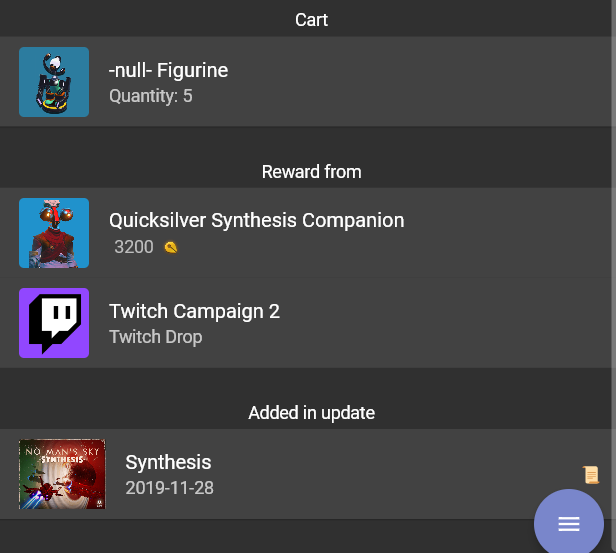 Cart
-null- Figurine
Quantity: 5
Reward from
Quicksilver Synthesis Companion
3200
Twitch Campaign 2
Twitch Drop
Added in update
NO MAN'S SKY
SYNTHESIS
Synthesis
2019-11-28